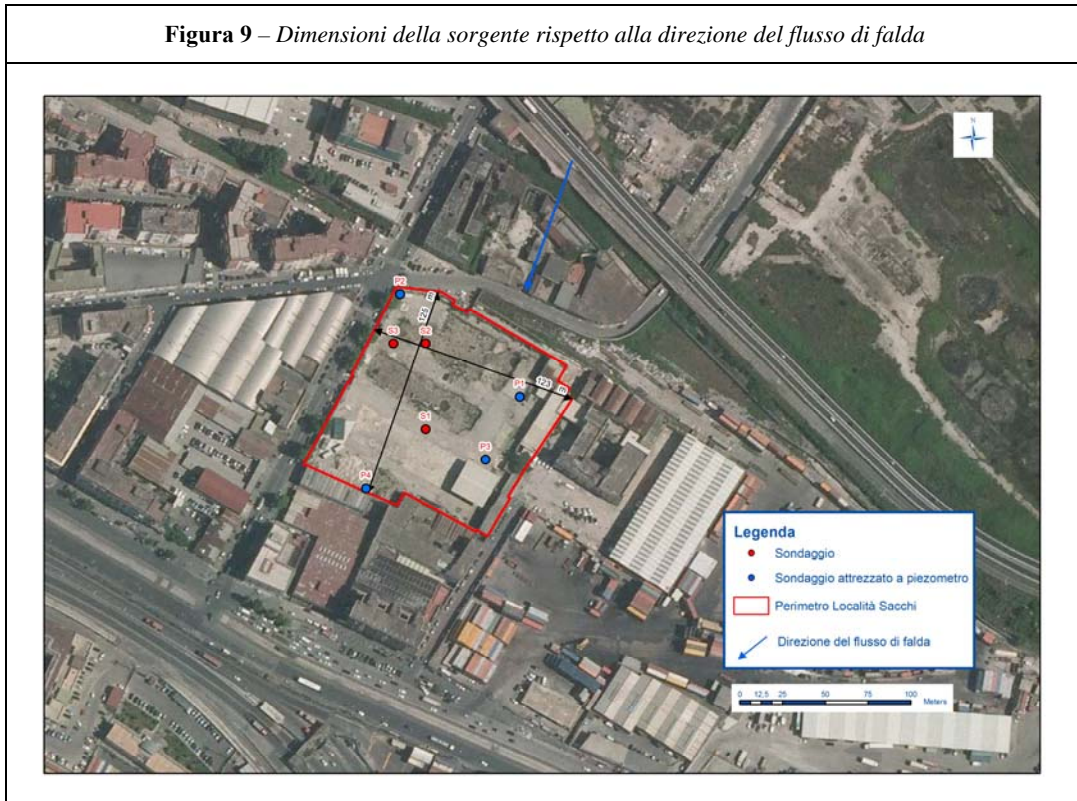 Figura 9 – Dimensioni della sorgente rispetto alla direzione del flusso di falda
N
P2
125 m
S3
S2
123 m
P1
S1
P3
P4
Legenda
Sondaggio
Sondaggio attrezzato a piezometro
Perimetro Località Sacchi
Direzione del flusso di falda
0 12,5 25 50 75 100
Meters